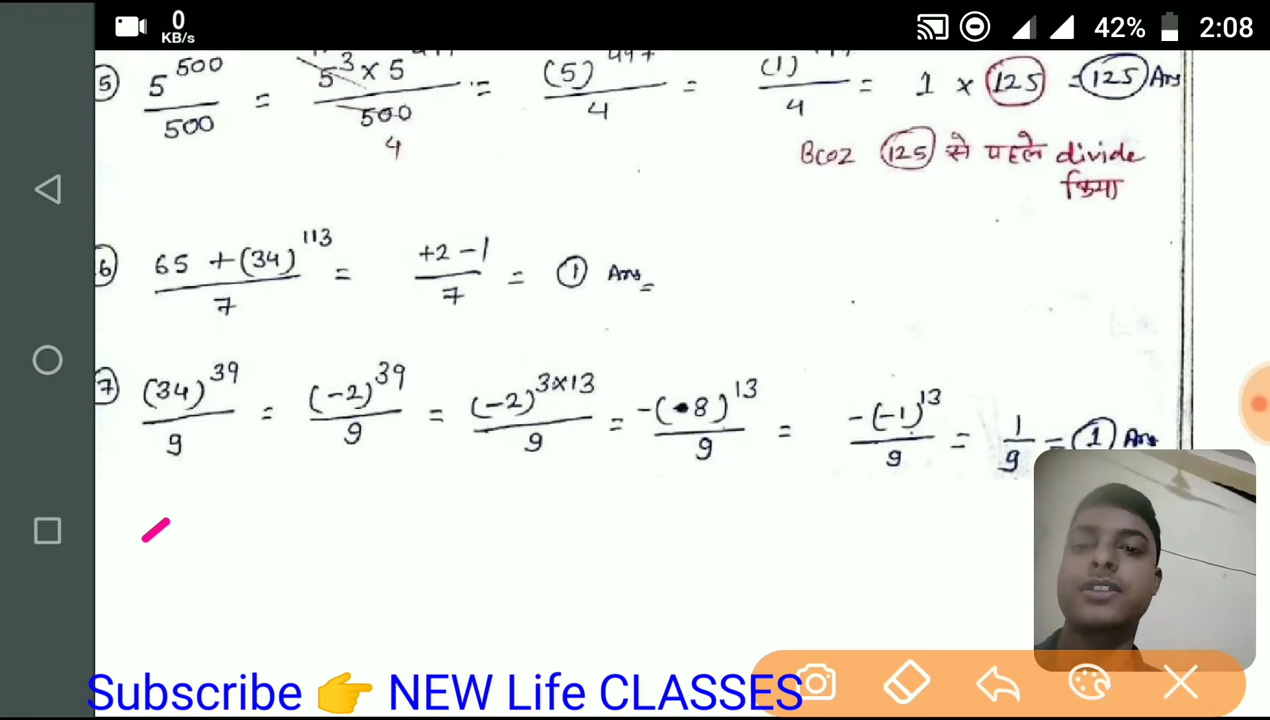 0
KB/s
42% 2:08
5) 5^500 / 500 = 5^3 × 5^497 / 500 4 = (5)^497 / 4 = (1) / 4 = 1 × 125 = 125 Ans
Bcoz 125 से पहले divide
किया
6) 65 + (34)^113 / 7 = +2 -1 / 7 = 1 Ans
7) (34)^39 / 9 = (-2)^39 / 9 = (-2)^3×13 / 9 = -(8)^13 / 9 = -(-1)^13 / 9 = 1/9 = 1 Ans
Subscribe 👉 NEW Life CLASSES